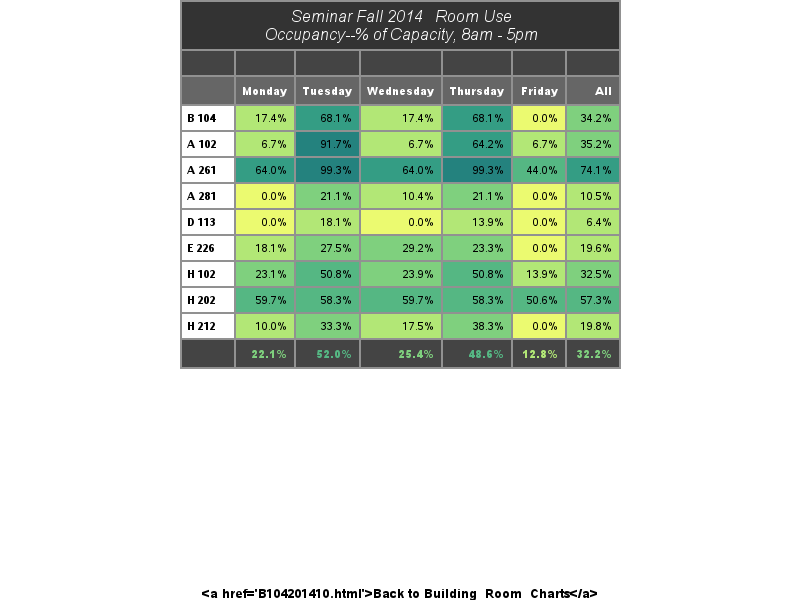 Seminar Fall 2014   Room Use
Occupancy--% of Capacity, 8am - 5pm
Monday Tuesday Wednesday Thursday Friday All
B 104 17.4% 68.1% 17.4% 68.1% 0.0% 34.2%
A 102 6.7% 91.7% 6.7% 64.2% 6.7% 35.2%
A 261 64.0% 99.3% 64.0% 99.3% 44.0% 74.1%
A 281 0.0% 21.1% 10.4% 21.1% 0.0% 10.5%
D 113 0.0% 18.1% 0.0% 13.9% 0.0% 6.4%
E 226 18.1% 27.5% 29.2% 23.3% 0.0% 19.6%
H 102 23.1% 50.8% 23.9% 50.8% 13.9% 32.5%
H 202 59.7% 58.3% 59.7% 58.3% 50.6% 57.3%
H 212 10.0% 33.3% 17.5% 38.3% 0.0% 19.8%
22.1% 52.0% 25.4% 48.6% 12.8% 32.2%
<a href='B104201410.html'>Back to Building  Room  Charts</a>